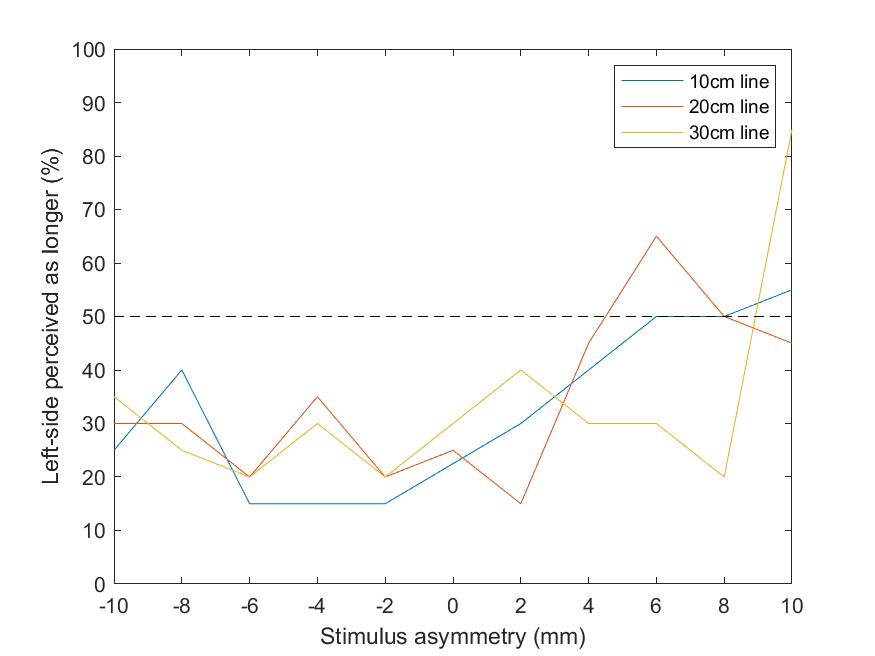 100
90
80
70
60
50
40
30
20
10
0
Left-side perceived as longer (%)
10cm line
20cm line
30cm line
-10 -8 -6 -4 -2 0 2 4 6 8 10
Stimulus asymmetry (mm)